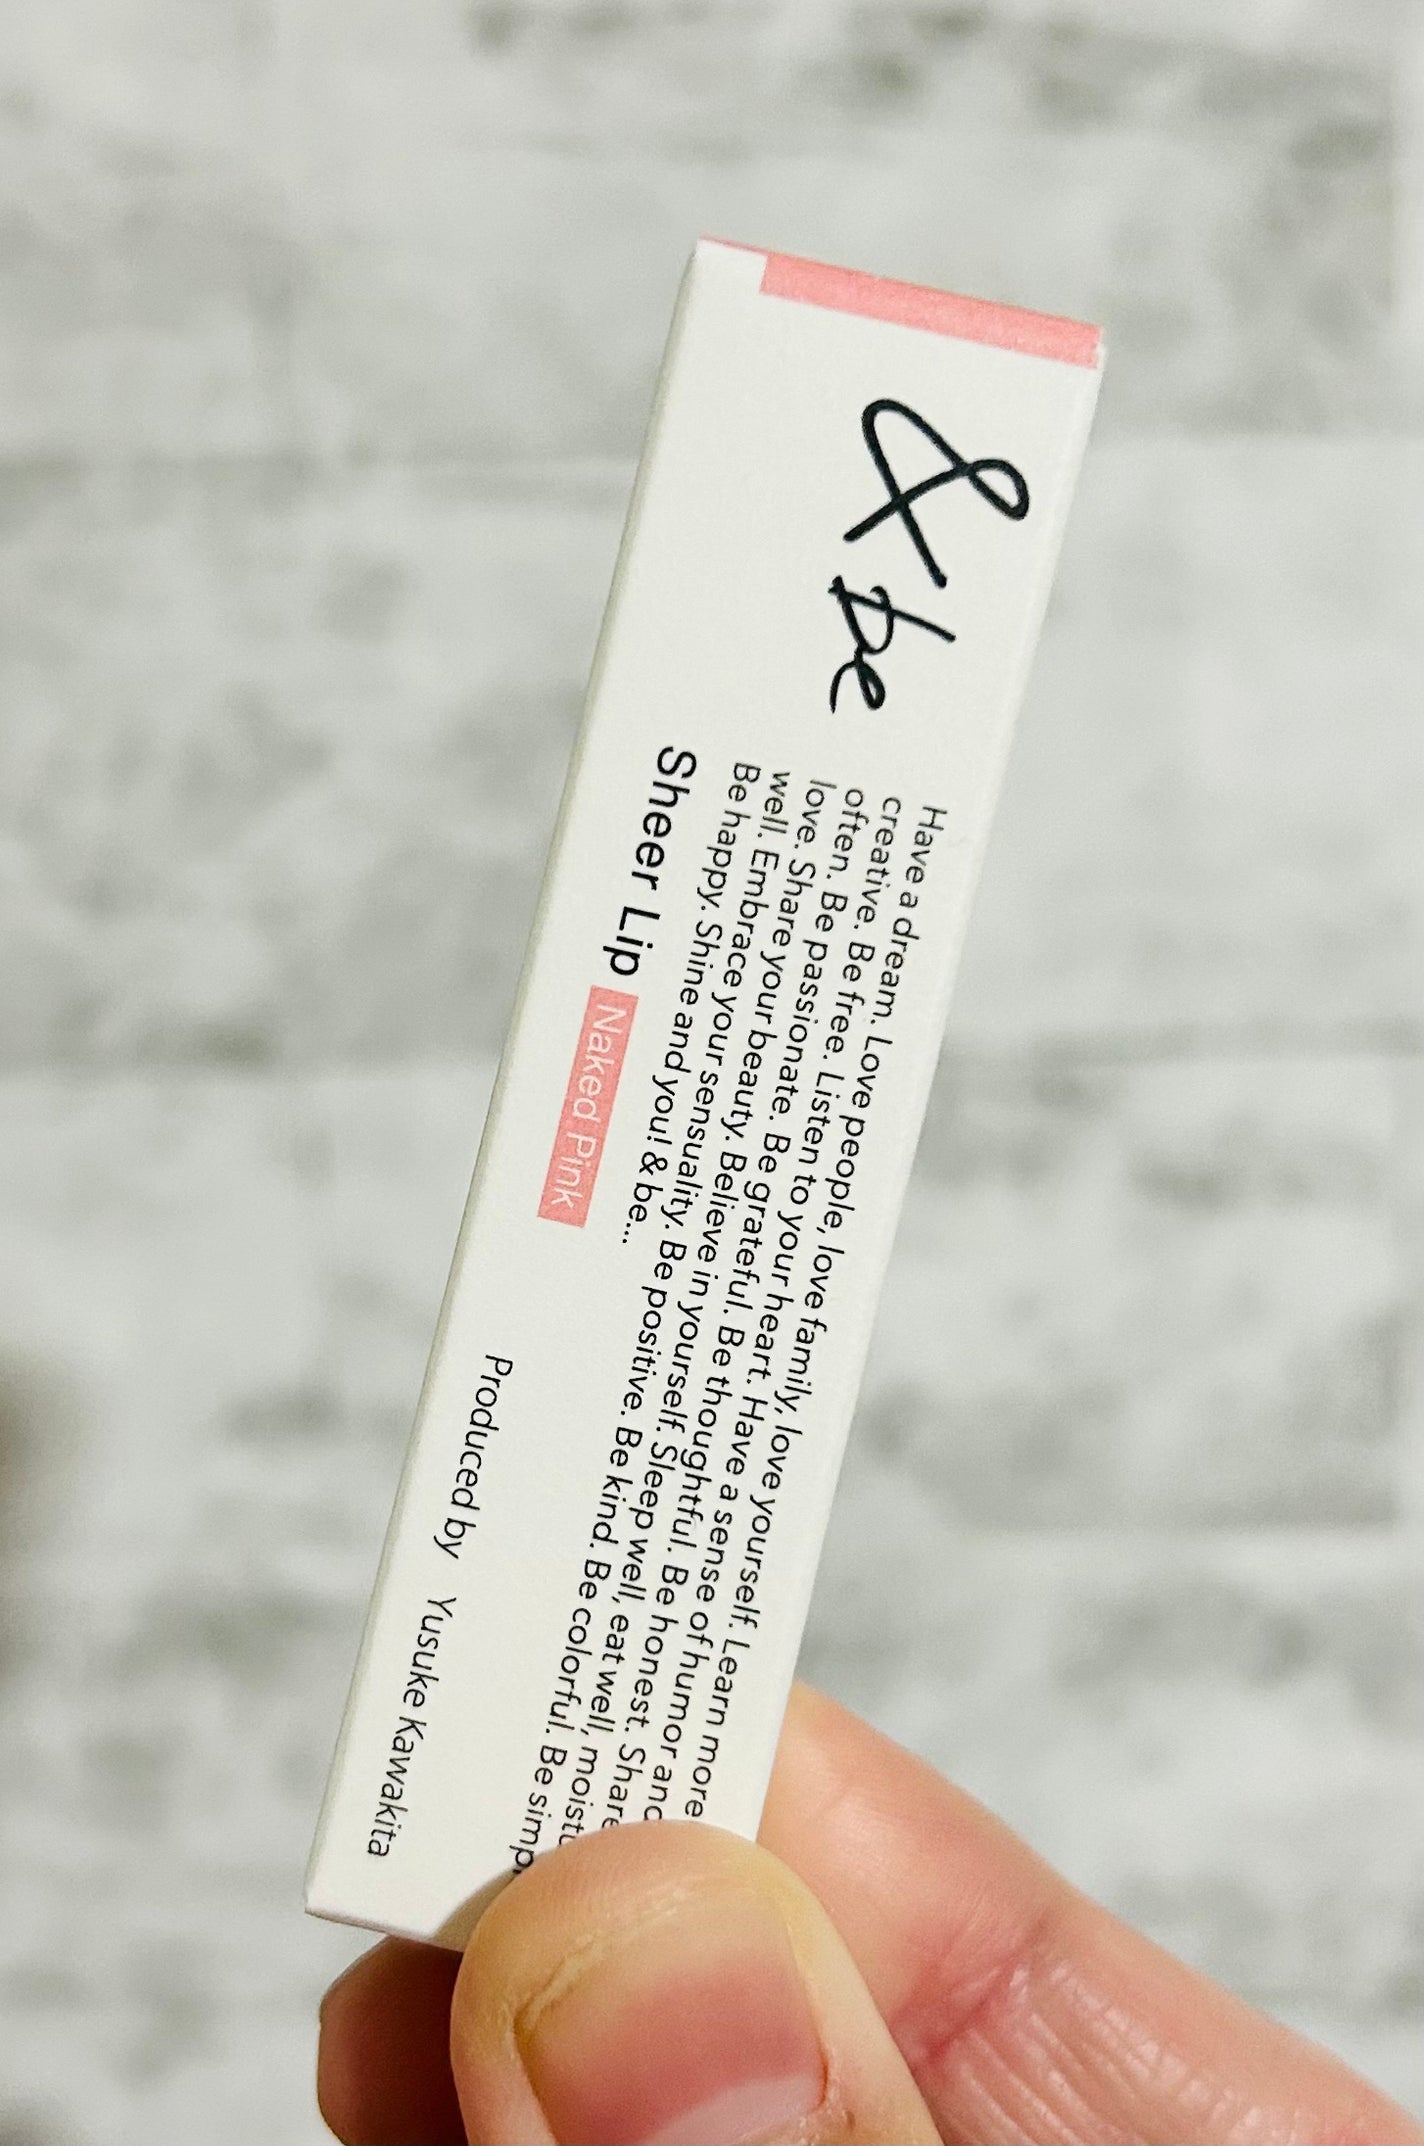 & be
Have a dream. Love people, love family, love yourself. Learn more
creative. Be free. Listen to your heart. Have a sense of humor and
often. Be passionate. Be grateful. Be thoughtful. Be honest. Share
love. Share your beauty. Believe in yourself. Sleep well, eat well,
well. Embrace your sensuality. Be positive. Be kind. Be colorful. Be
Be happy. Shine and you! & be...
Sheer Lip Naked Pink
Produced by Yusuke Kawakita